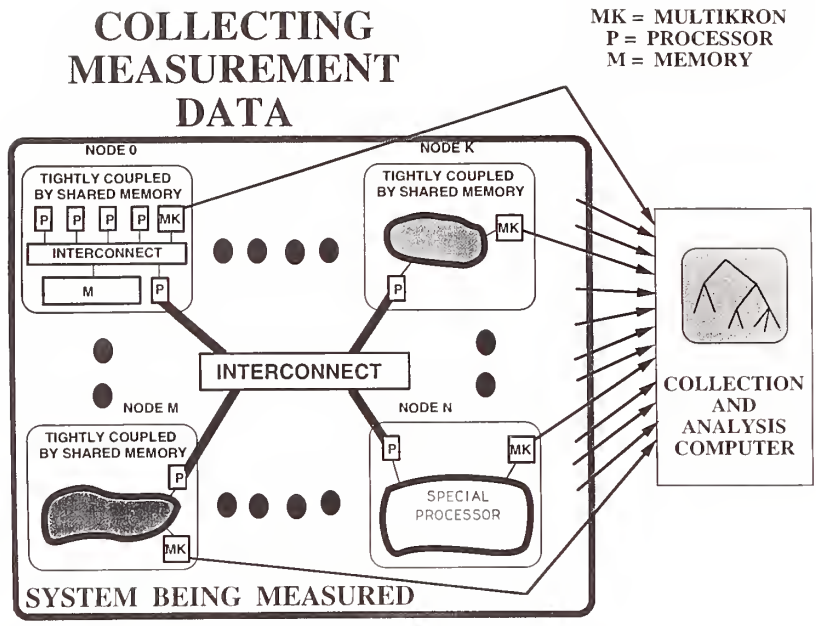 COLLECTING
MEASUREMENT
DATA
MK = MULTIKRON
P = PROCESSOR
M = MEMORY
NODE 0
TIGHTLY COUPLED
BY SHARED MEMORY
P P P P MK
INTERCONNECT
M
P
NODE K
TIGHTLY COUPLED
BY SHARED MEMORY
MK
P
INTERCONNECT
NODE M
TIGHTLY COUPLED
BY SHARED MEMORY
P
MK
NODE N
P
MK
SPECIAL
PROCESSOR
SYSTEM BEING MEASURED
COLLECTION
AND
ANALYSIS
COMPUTER